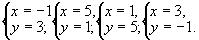 {x = −1 {x = 5, {x = 1, {x = 3,
{y = 3; {y = 1; {y = 5; {y = −1.